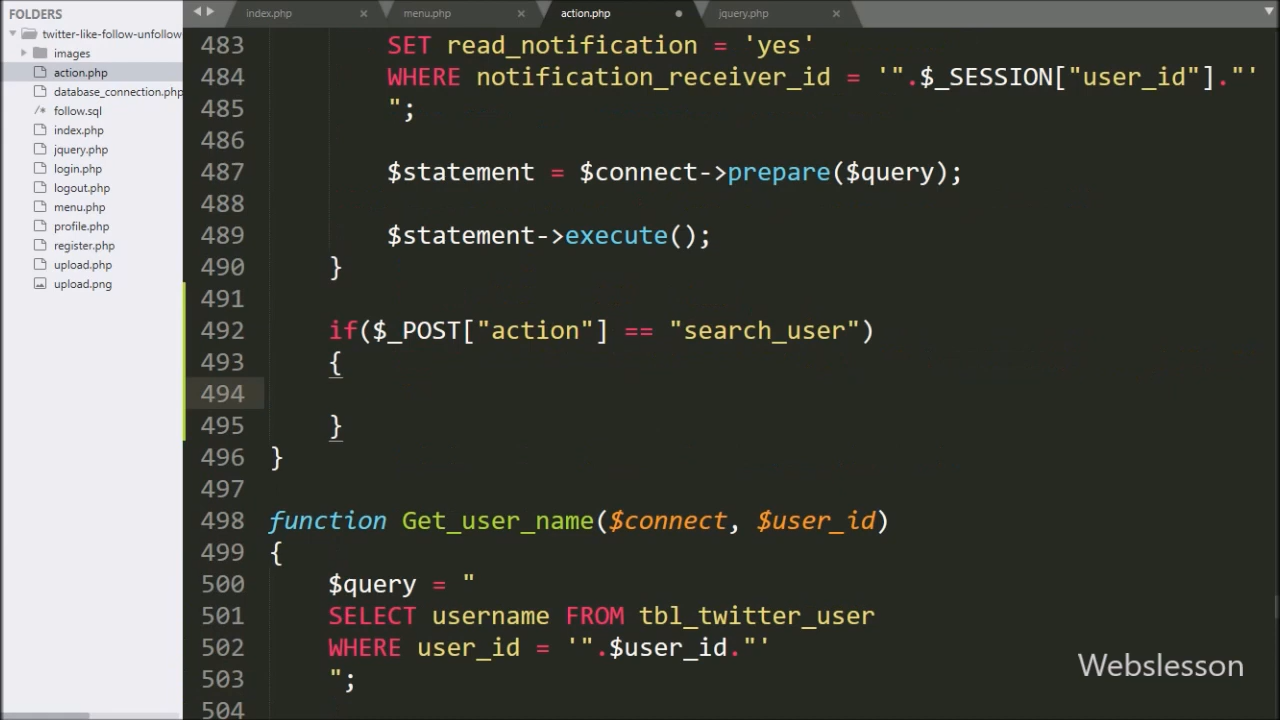 FOLDERS
twitter-like-follow-unfollow
images
action.php
database_connection.php
follow.sql
index.php
jquery.php
login.php
logout.php
menu.php
profile.php
register.php
upload.php
upload.png
index.php × menu.php × action.php jquery.php ×
483 SET read_notification = 'yes'
484 WHERE notification_receiver_id = '".$_SESSION["user_id"]."'
485 ";
486
487 $statement = $connect->prepare($query);
488
489 $statement->execute();
490 }
491
492 if($_POST["action"] == "search_user")
493 {
494
495 }
496 }
497
498 function Get_user_name($connect, $user_id)
499 {
500 $query = "
501 SELECT username FROM tbl_twitter_user
502 WHERE user_id = '".$user_id."'
503 ";
504
Webslesson